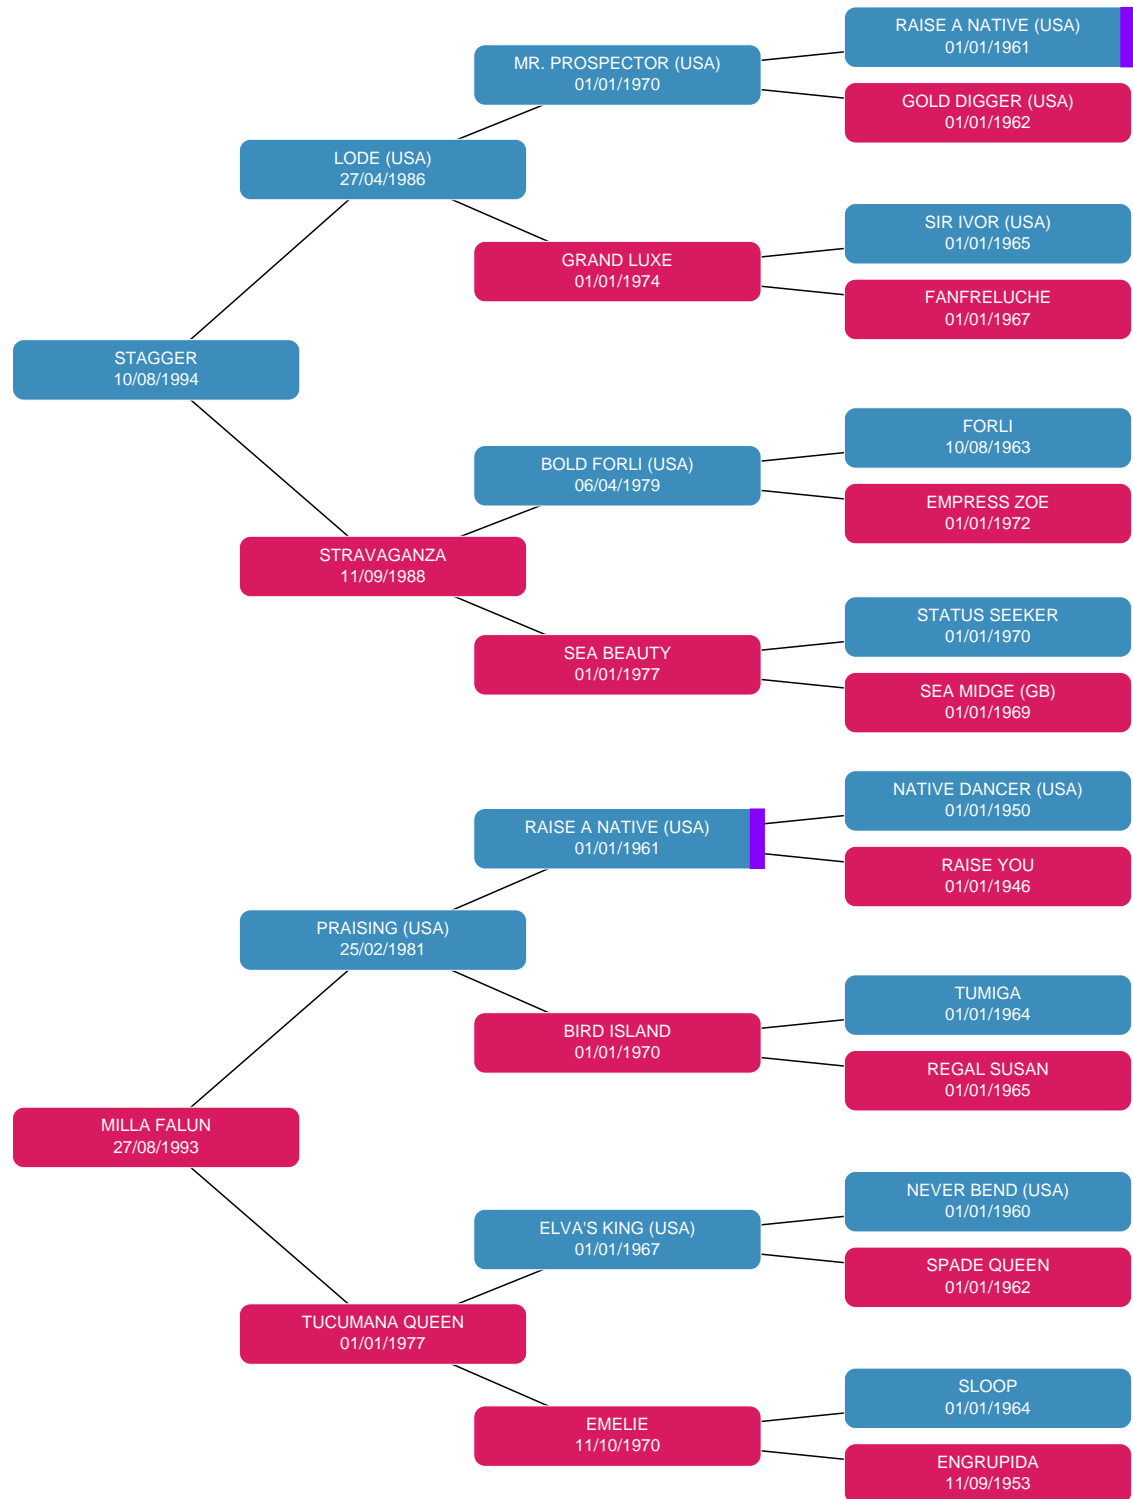 RAISE A NATIVE (USA)
01/01/1961
MR. PROSPECTOR (USA)
01/01/1970
GOLD DIGGER (USA)
01/01/1962
LODE (USA)
27/04/1986
SIR IVOR (USA)
01/01/1965
GRAND LUXE
01/01/1974
FANFRELUCHE
01/01/1967
STAGGER
10/08/1994
FORLI
10/08/1963
BOLD FORLI (USA)
06/04/1979
EMPRESS ZOE
01/01/1972
STRAVAGANZA
11/09/1988
STATUS SEEKER
01/01/1970
SEA BEAUTY
01/01/1977
SEA MIDGE (GB)
01/01/1969
NATIVE DANCER (USA)
01/01/1950
RAISE A NATIVE (USA)
01/01/1961
RAISE YOU
01/01/1946
PRAISING (USA)
25/02/1981
TUMIGA
01/01/1964
BIRD ISLAND
01/01/1970
REGAL SUSAN
01/01/1965
MILLA FALUN
27/08/1993
NEVER BEND (USA)
01/01/1960
ELVA'S KING (USA)
01/01/1967
SPADE QUEEN
01/01/1962
TUCUMANA QUEEN
01/01/1977
SLOOP
01/01/1964
EMELIE
11/10/1970
ENGRUPIDA
11/09/1953